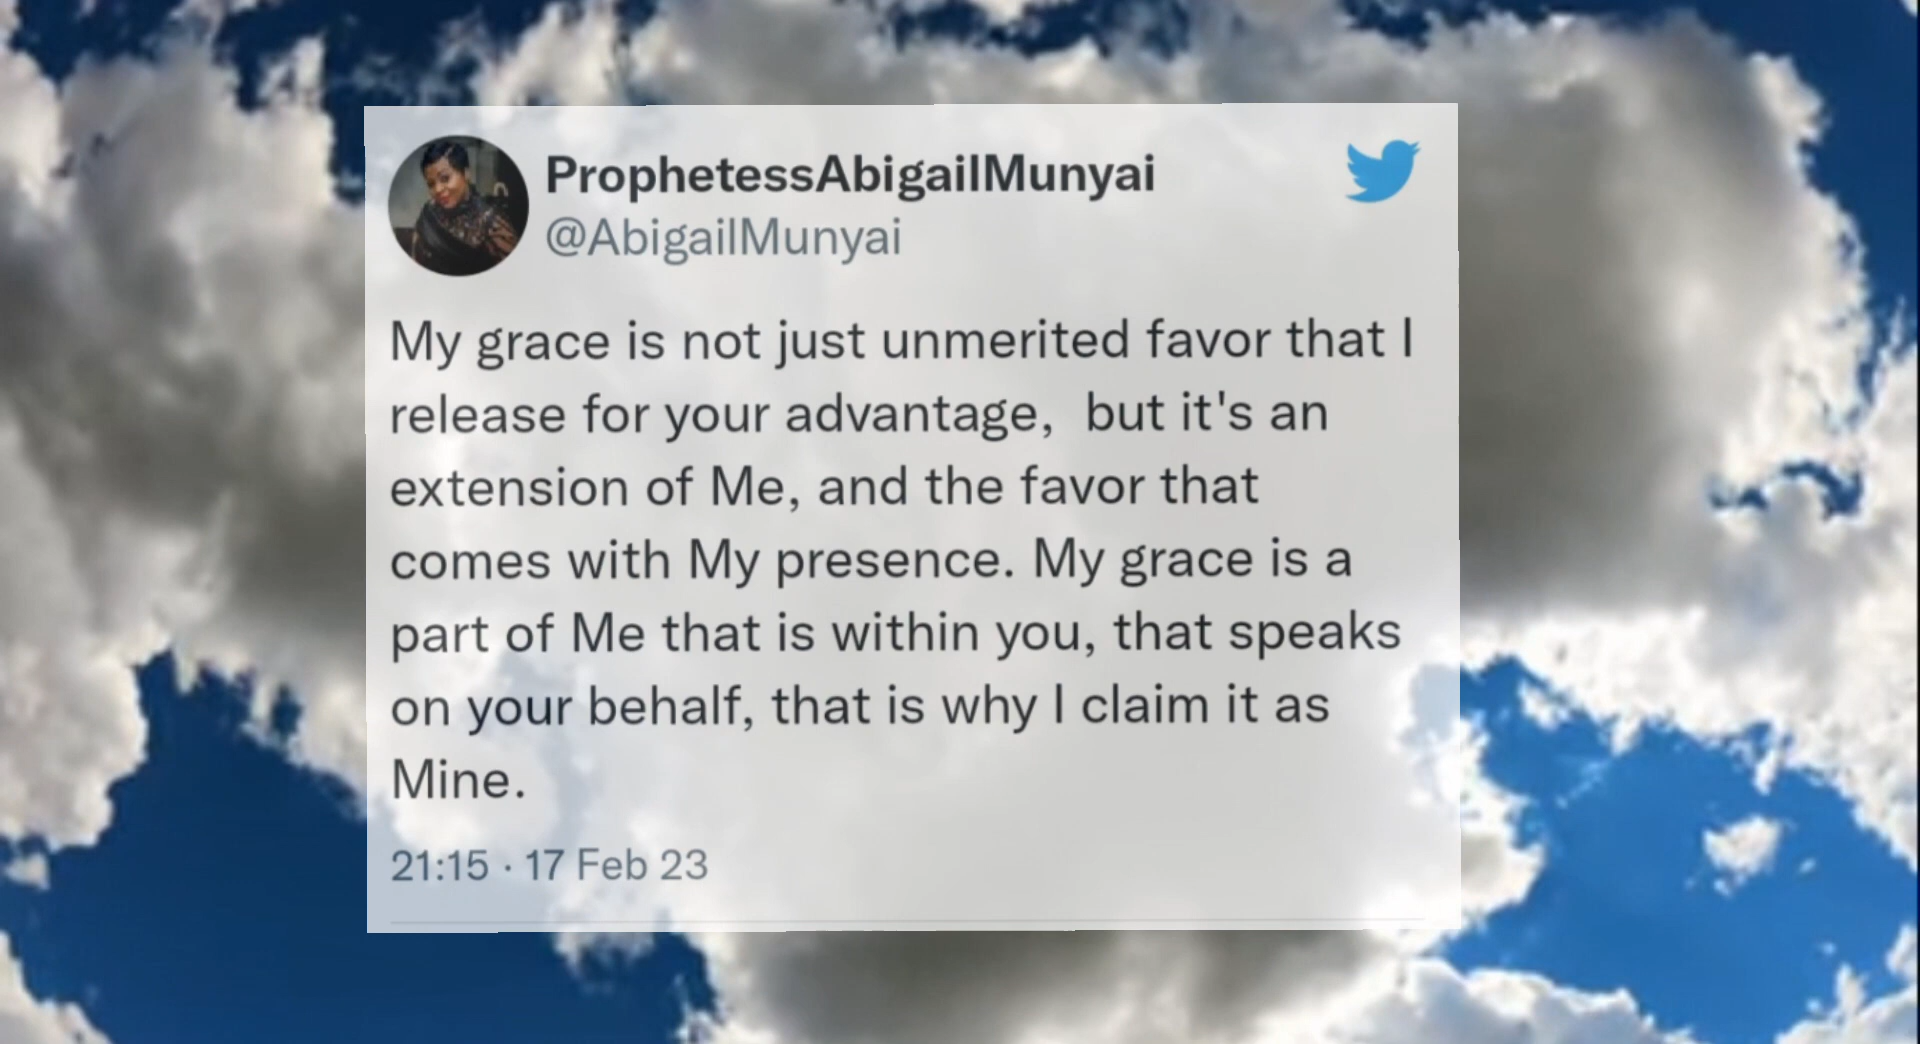 ProphetessAbigailMunyai
@AbigailMunyai
My grace is not just unmerited favor that I
release for your advantage,  but it's an
extension of Me, and the favor that
comes with My presence. My grace is a
part of Me that is within you, that speaks
on your behalf, that is why I claim it as
Mine.
21:15 · 17 Feb 23